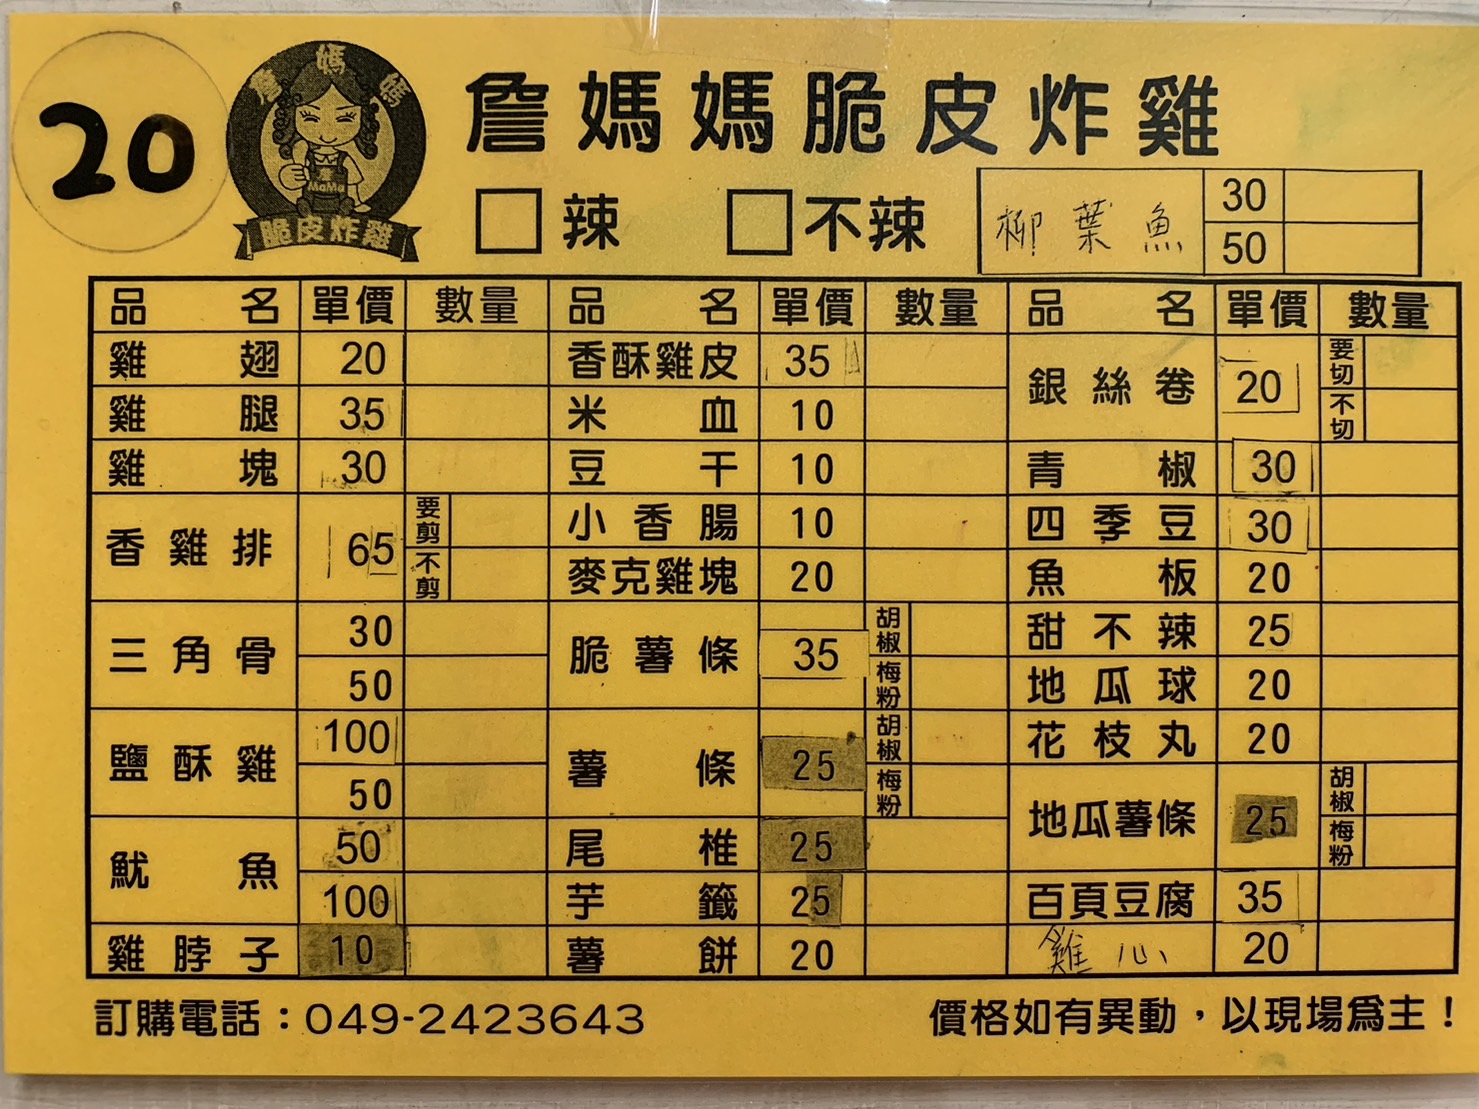 20
詹媽媽
MaMa
脆皮炸雞
詹媽媽脆皮炸雞
□辣 □不辣
柳葉魚 30
50
品名 單價 數量 品名 單價 數量 品名 單價 數量
雞翅 20 香酥雞皮 35 銀絲卷 20 要切
不切
雞腿 35 米血 10
雞塊 30 豆干 10 青椒 30
香雞排 65 要剪 小香腸 10 四季豆 30
不剪 麥克雞塊 20 魚板 20
三角骨 30 脆薯條 35 胡椒 甜不辣 25
50 梅粉 地瓜球 20
鹽酥雞 100 薯條 25 胡椒 花枝丸 20
50 梅粉 地瓜薯條 25 胡椒
梅粉
魷魚 50 尾椎 25
100 芋籤 25 百頁豆腐 35
雞脖子 10 薯餅 20 雞心 20
訂購電話：049-2423643 價格如有異動，以現場為主！